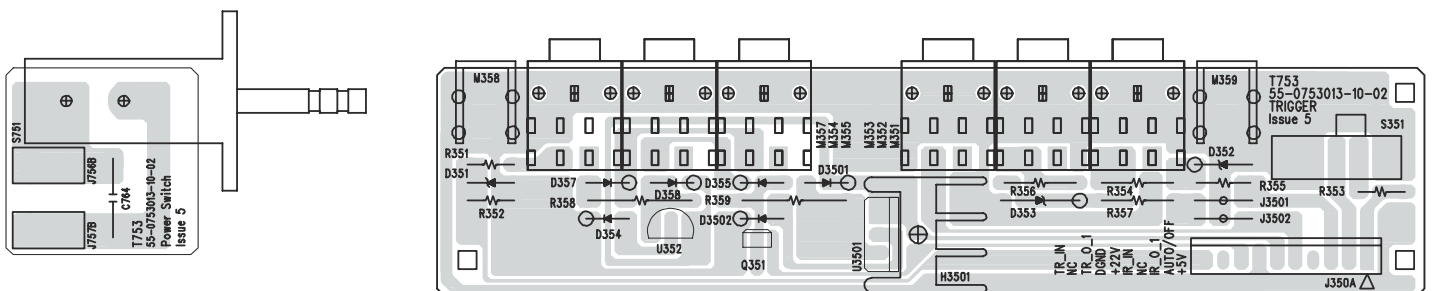 S751
J756B
C764
J757B
T753
55-0753013-10-02
Power Switch
Issue 5
M358
M357
M354
M355
M353
M352
M351
M359
T753
55-0753013-10-02
TRIGGER
Issue 5
S351
R351
D351
R352
D357
R358
D354
D358
U352
D355
R359
D3502
Q351
D3501
U3501
H3501
R356
D353
R354
R357
D352
R355
J3501
J3502
R353
TR_IN
NC
TR_O_1
DGND
+22V
IR_IN
NC
IR_O_1
AUTO/OFF
+5V
J350A